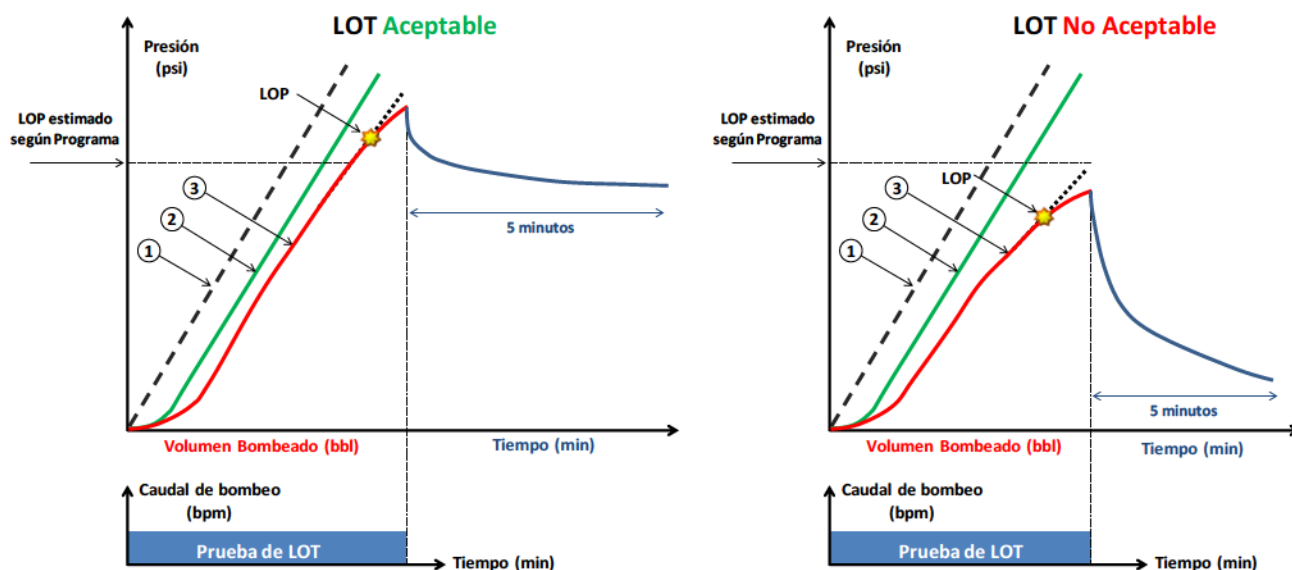 LOT Aceptable
Presión
(psi)
LOP
LOP estimado
según Programa
3
2
1
5 minutos
Volumen Bombeado (bbl)
Tiempo (min)
Caudal de bombeo
(bpm)
Prueba de LOT
Tiempo (min)
LOT No Aceptable
Presión
(psi)
LOP estimado
según Programa
LOP
3
2
1
5 minutos
Volumen Bombeado (bbl)
Tiempo (min)
Caudal de bombeo
(bpm)
Prueba de LOT
Tiempo (min)